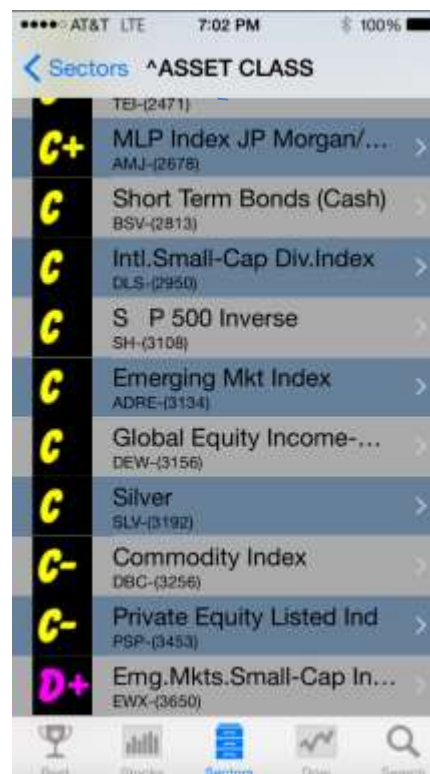 AT&T LTE 7:02 PM 100%
Sectors ^ASSET CLASS
TEI-(2471)
C+ MLP Index JP Morgan/...
AMJ-(2678)
C Short Term Bonds (Cash)
BSV-(2813)
C Intl.Small-Cap Div.Index
DLS-(2950)
C S P 500 Inverse
SH-(3108)
C Emerging Mkt Index
ADRE-(3134)
C Global Equity Income-...
DEW-(3156)
C Silver
SLV-(3192)
C- Commodity Index
DBC-(3256)
C- Private Equity Listed Ind
PSP-(3453)
D+ Emg.Mkts.Small-Cap In...
EWX-(3650)
Stocks Sectors Search